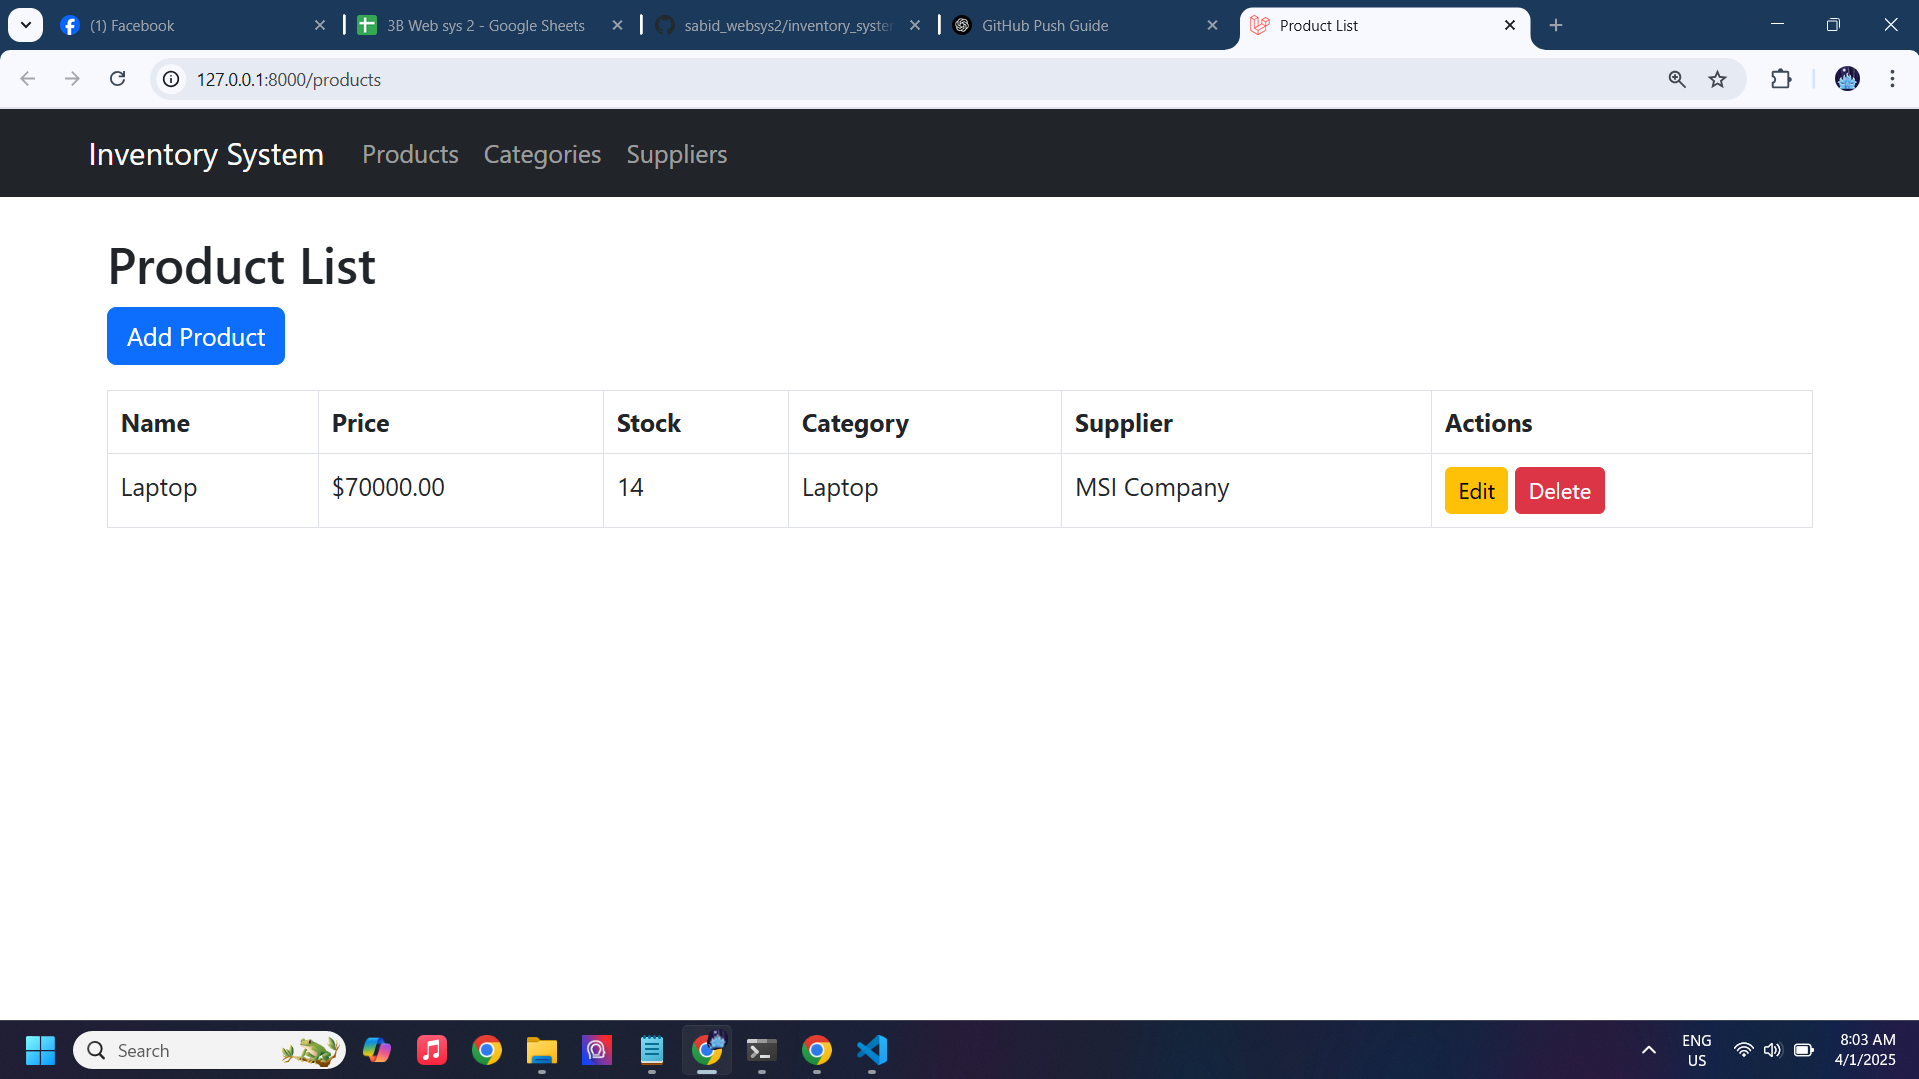 (1) Facebook
3B Web sys 2 - Google Sheets
sabid_websys2/inventory_system
GitHub Push Guide
Product List
127.0.0.1:8000/products
Inventory System Products Categories Suppliers
Product List
Add Product
Name Price Stock Category Supplier Actions
Laptop $70000.00 14 Laptop MSI Company Edit Delete
Search
ENG
US
8:03 AM
4/1/2025